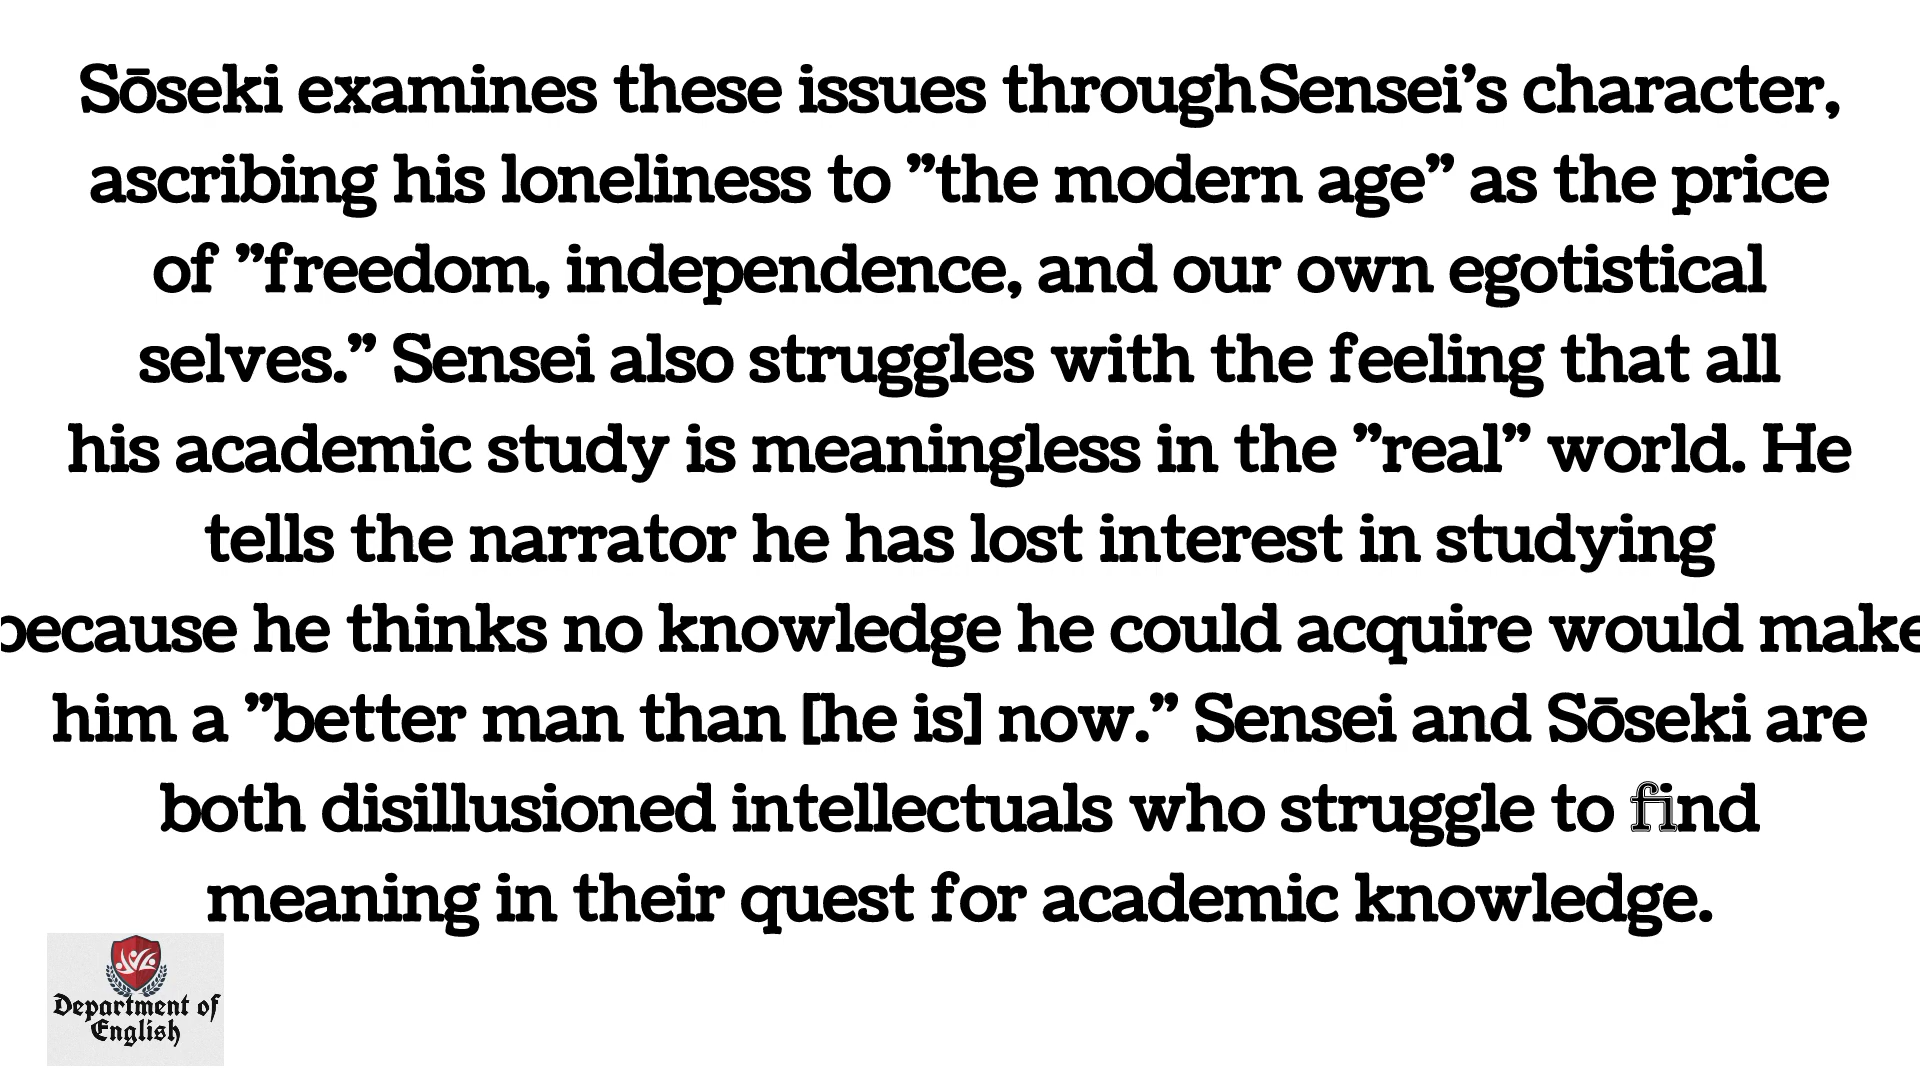 Sōseki examines these issues throughSensei’s character,
ascribing his loneliness to ”the modern age” as the price
of ”freedom, independence, and our own egotistical
selves.” Sensei also struggles with the feeling that all
his academic study is meaningless in the ”real” world. He
tells the narrator he has lost interest in studying
because he thinks no knowledge he could acquire would make
him a ”better man than [he is] now.” Sensei and Sōseki are
both disillusioned intellectuals who struggle to find
meaning in their quest for academic knowledge.
Department of
English